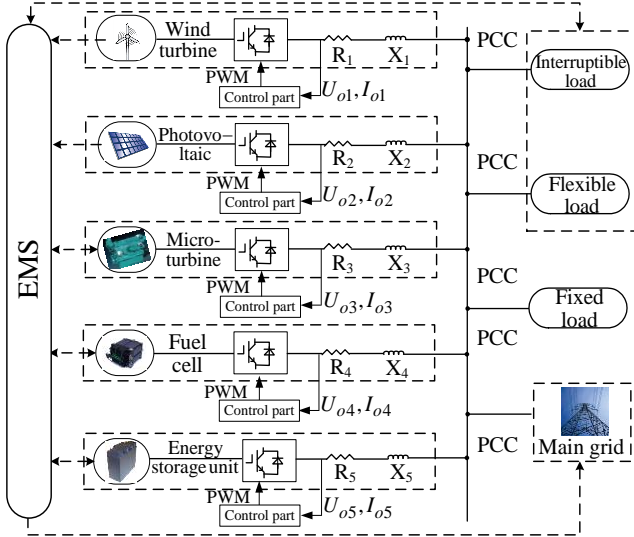 EMS
Wind
turbine
R1
X1
PWM
Control part
Uo1, Io1
Photovo-
ltaic
R2
X2
PWM
Control part
Uo2, Io2
Micro-
turbine
R3
X3
PWM
Control part
Uo3, Io3
Fuel
cell
R4
X4
PWM
Control part
Uo4, Io4
Energy
storage unit
R5
X5
PWM
Control part
Uo5, Io5
PCC
PCC
PCC
PCC
PCC
Interruptible
load
Flexible
load
Fixed
load
Main grid